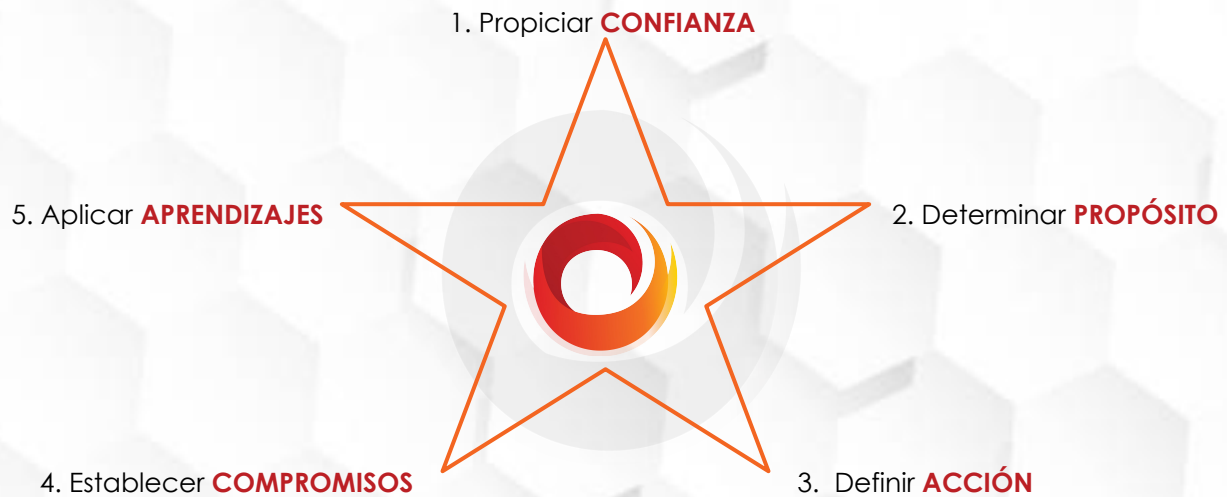 1. Propiciar CONFIANZA
2. Determinar PROPÓSITO
3. Definir ACCIÓN
4. Establecer COMPROMISOS
5. Aplicar APRENDIZAJES